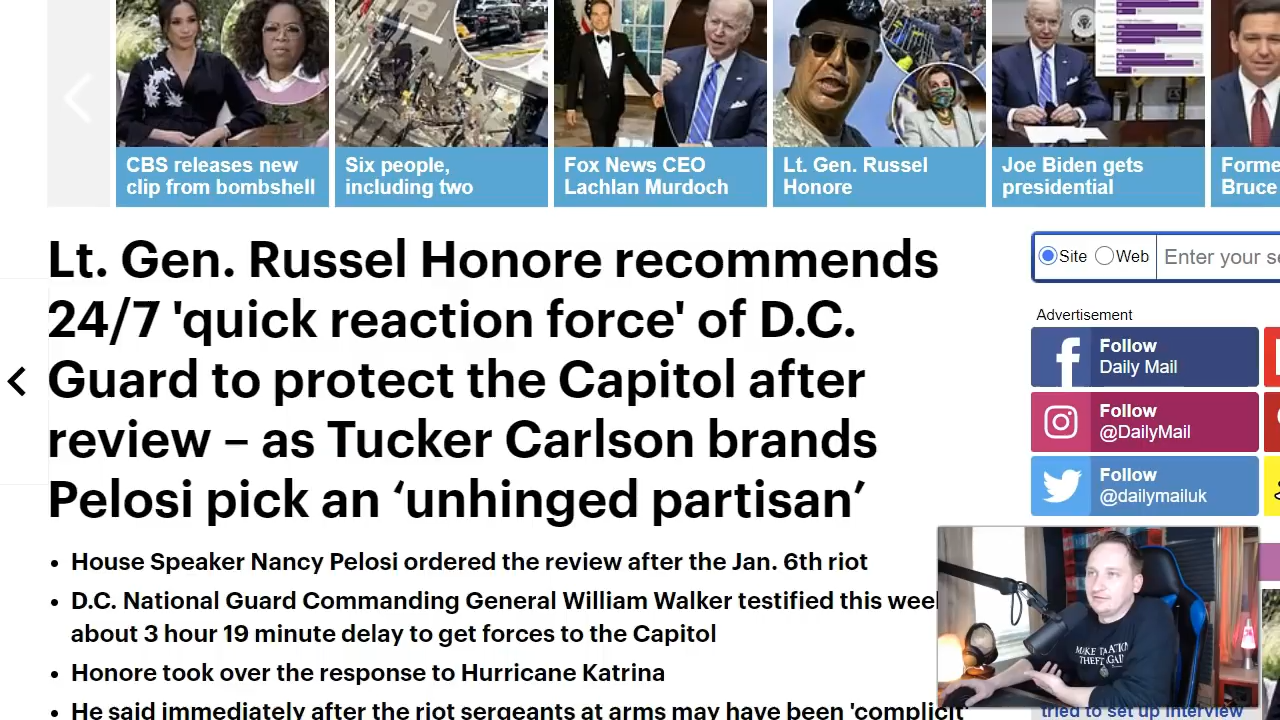 CBS releases new
clip from bombshell
Six people,
including two
Fox News CEO
Lachlan Murdoch
Lt. Gen. Russel
Honore
Joe Biden gets
presidential
Forme
Bruce
Lt. Gen. Russel Honore recommends
24/7 'quick reaction force' of D.C.
Guard to protect the Capitol after
review – as Tucker Carlson brands
Pelosi pick an ‘unhinged partisan’
• House Speaker Nancy Pelosi ordered the review after the Jan. 6th riot
• D.C. National Guard Commanding General William Walker testified this week
about 3 hour 19 minute delay to get forces to the Capitol
• Honore took over the response to Hurricane Katrina
• He said immediately after the riot sergeants at arms may have been 'complicit'
Site Web Enter your se
Advertisement
Follow
Daily Mail
Follow
@DailyMail
Follow
@dailymailuk
tried to set up interview